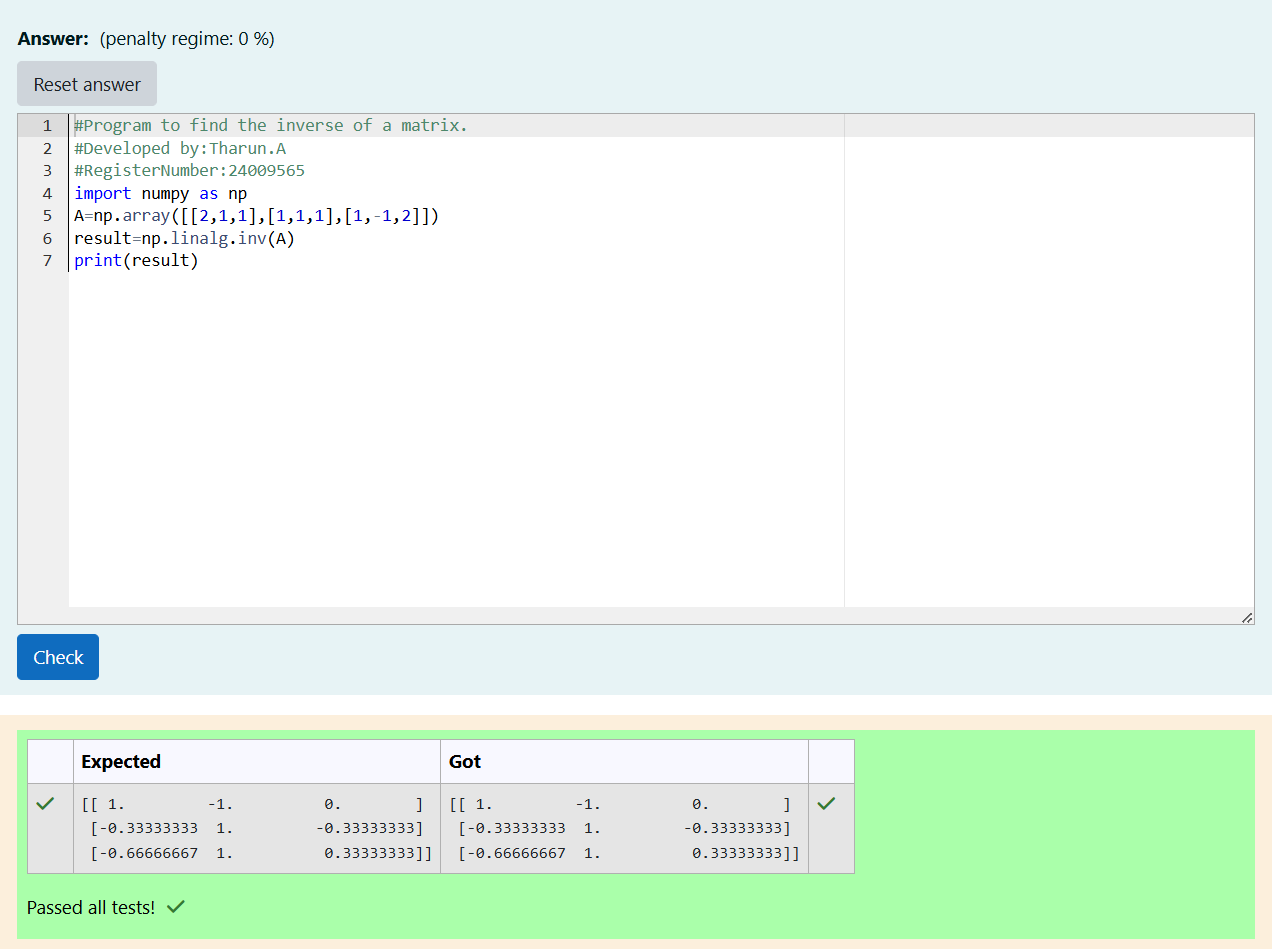 Answer: (penalty regime: 0 %)
Reset answer
1 #Program to find the inverse of a matrix.
2 #Developed by:Tharun.A
3 #RegisterNumber:24009565
4 import numpy as np
5 A=np.array([[2,1,1],[1,1,1],[1,-1,2]])
6 result=np.linalg.inv(A)
7 print(result)
Check
Expected Got
[[ 1. -1. 0. ] [[ 1. -1. 0. ]
[-0.33333333 1. -0.33333333] [-0.33333333 1. -0.33333333]
[-0.66666667 1. 0.33333333]] [-0.66666667 1. 0.33333333]]
Passed all tests!